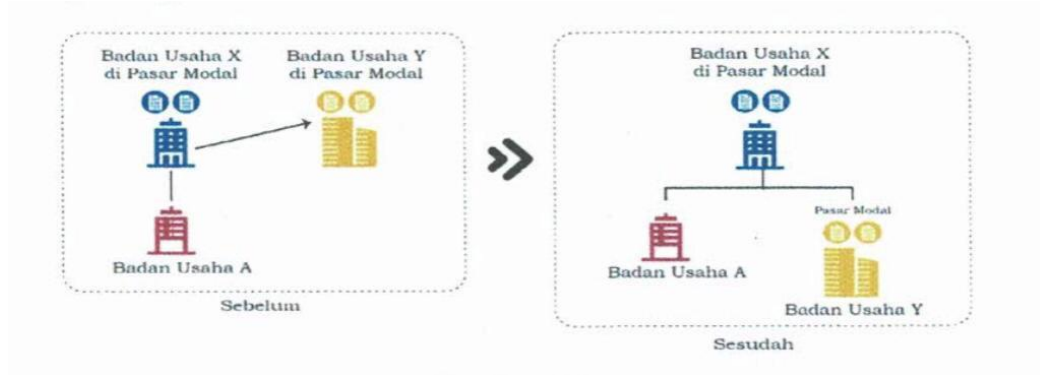 Badan Usaha X
di Pasar Modal
Badan Usaha Y
di Pasar Modal
Badan Usaha A
Sebelum
Badan Usaha X
di Pasar Modal
Pasar Modal
Badan Usaha A
Badan Usaha Y
Sesudah